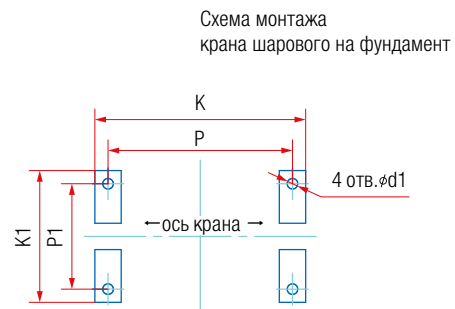 Схема монтажа
крана шарового на фундамент
K
P
4 отв.⌀d1
K1
P1
ось крана